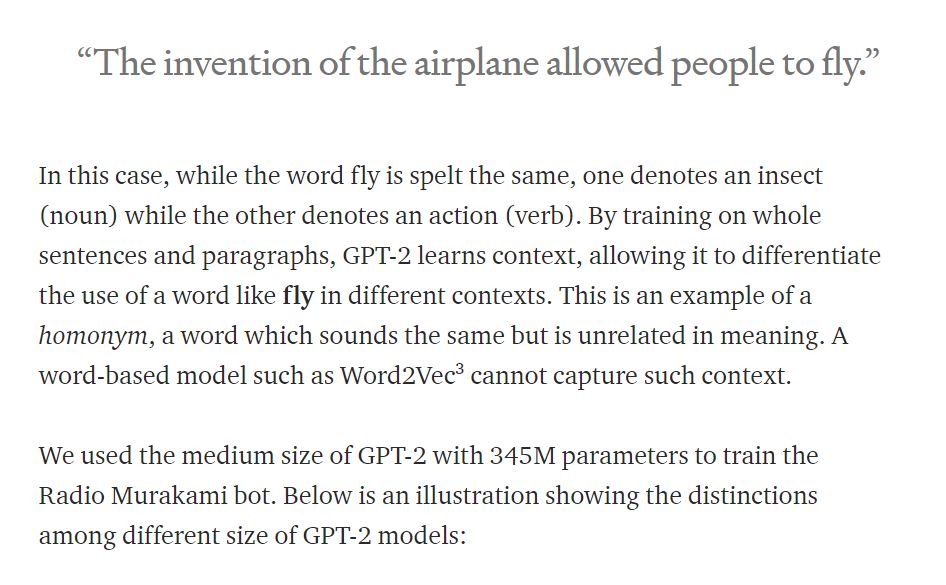 “The invention of the airplane allowed people to fly.”
In this case, while the word fly is spelt the same, one denotes an insect
(noun) while the other denotes an action (verb). By training on whole
sentences and paragraphs, GPT-2 learns context, allowing it to differentiate
the use of a word like fly in different contexts. This is an example of a
homonym, a word which sounds the same but is unrelated in meaning. A
word-based model such as Word2Vec³ cannot capture such context.
We used the medium size of GPT-2 with 345M parameters to train the
Radio Murakami bot. Below is an illustration showing the distinctions
among different size of GPT-2 models: